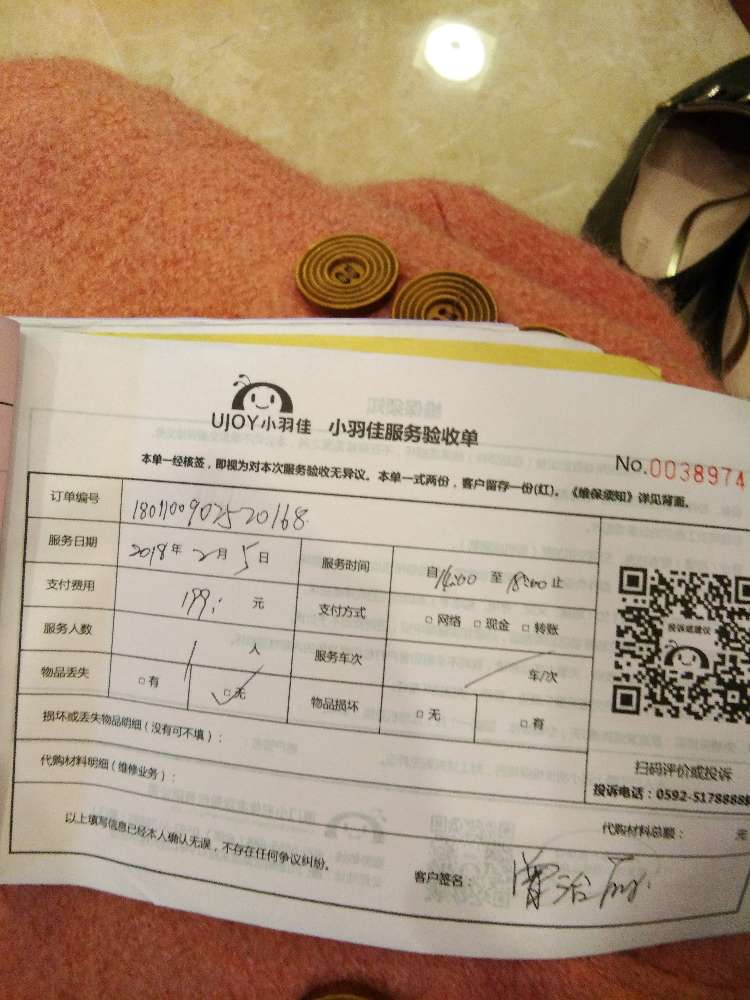 UJOY小羽佳 小羽佳服务验收单
No.0038974
本单一经核签，即视为对本次服务验收无异议。本单一式两份，客户留存一份(红)。《维保须知》详见背面。
订单编号 1801100902520168
服务日期 2018年2月5日 服务时间 自14:00至18:00止
支付费用 199. 元 支付方式 □网络 □现金 □转账
服务人数 1 人 服务车次 / 车/次
物品丢失 □有 □无 物品损坏 □无 □有
投诉或建议
损坏或丢失物品明细（没有可不填）：
扫码评价或投诉
代购材料明细（维修业务）：
投诉电话：0592-5178888
代购材料总额： 元
以上填写信息已经本人确认无误，不存在任何争议纠纷。
客户签名：